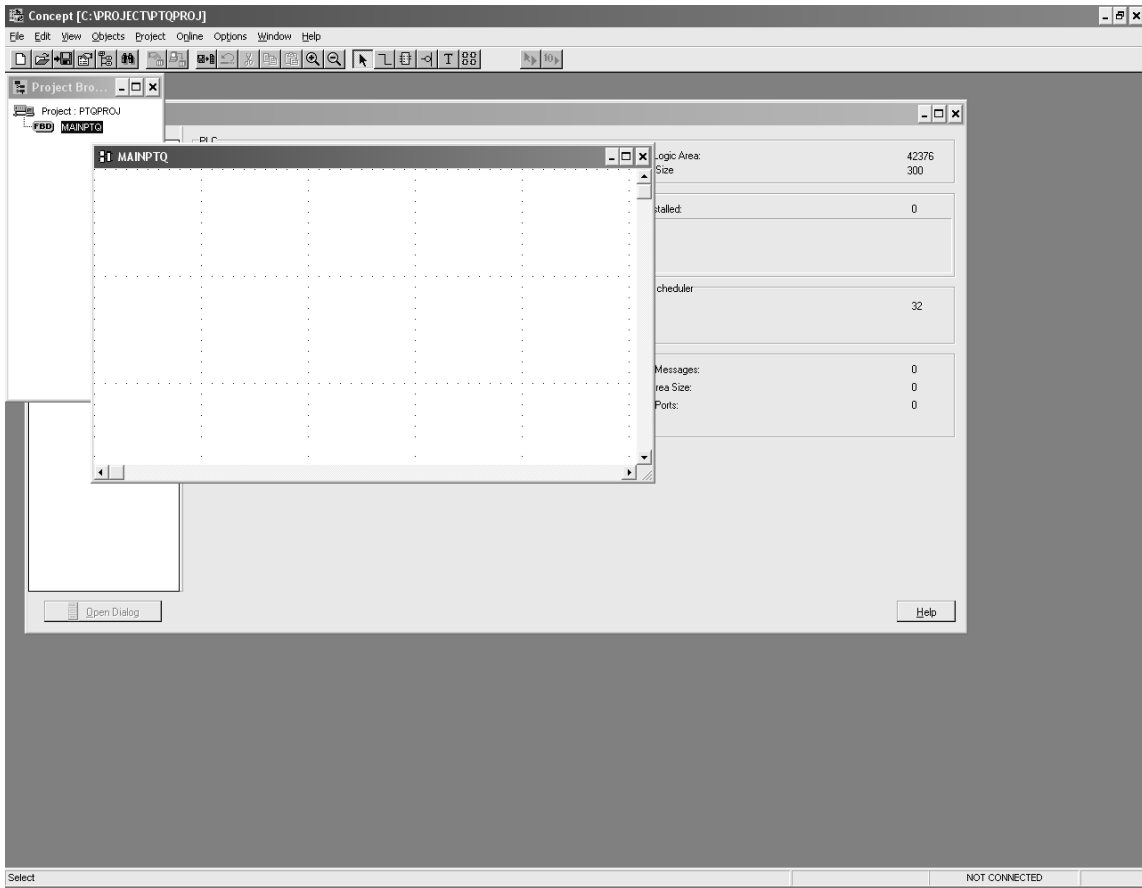 Concept [C:\PROJECT\PTQPROJ]
File Edit View Objects Project Online Options Window Help
T
10
Project Bro...
Project : PTQPROJ
FBD MAINPTQ
PLC
MAINPTQ
Logic Area: 42376
Size 300
stalled: 0
cheduler
32
Messages: 0
rea Size: 0
Ports: 0
Open Dialog
Help
Select
NOT CONNECTED